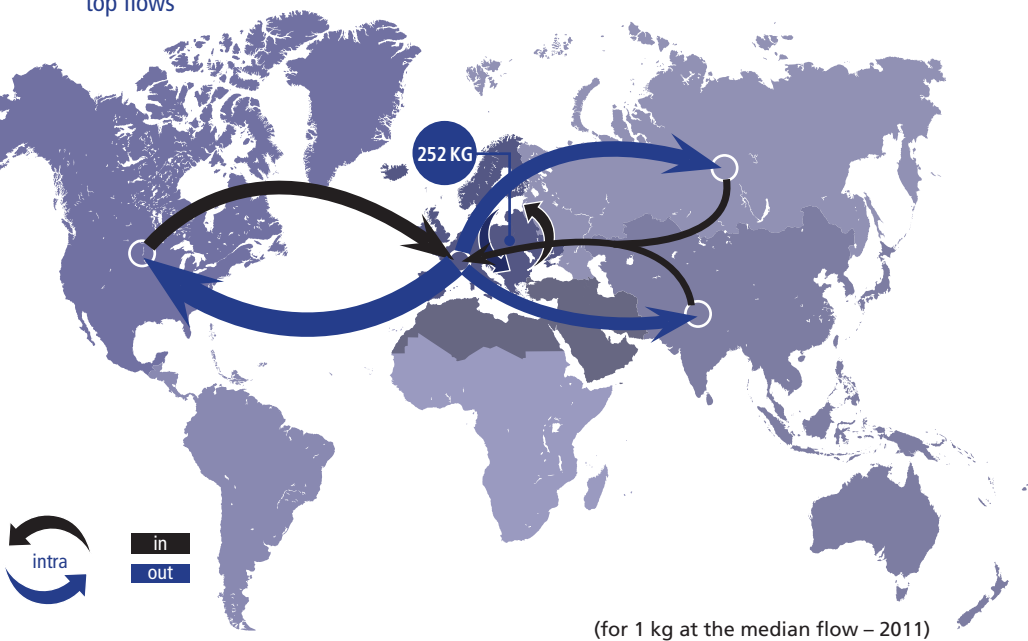 top flows
252 KG
intra
in
out
(for 1 kg at the median flow – 2011)